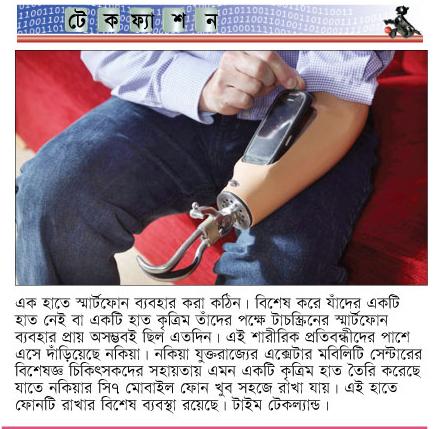 টেকফ্যাশন
এক হাতে স্মার্টফোন ব্যবহার করা কঠিন। বিশেষ করে যাঁদের একটি
হাত নেই বা একটি হাত কৃত্রিম তাঁদের পক্ষে টাচস্ক্রিনের স্মার্টফোন
ব্যবহার প্রায় অসম্ভবই ছিল এতদিন। এই শারীরিক প্রতিবন্ধীদের পাশে
এসে দাঁড়িয়েছে নকিয়া। নকিয়া যুক্তরাজ্যের এক্সেটার মবিলিটি সেন্টারের
বিশেষজ্ঞ চিকিৎসকদের সহায়তায় এমন একটি কৃত্রিম হাত তৈরি করেছে
যাতে নকিয়ার সি৭ মোবাইল ফোন খুব সহজে রাখা যায়। এই হাতে
ফোনটি রাখার বিশেষ ব্যবস্থা রয়েছে। টাইম টেকল্যান্ড।